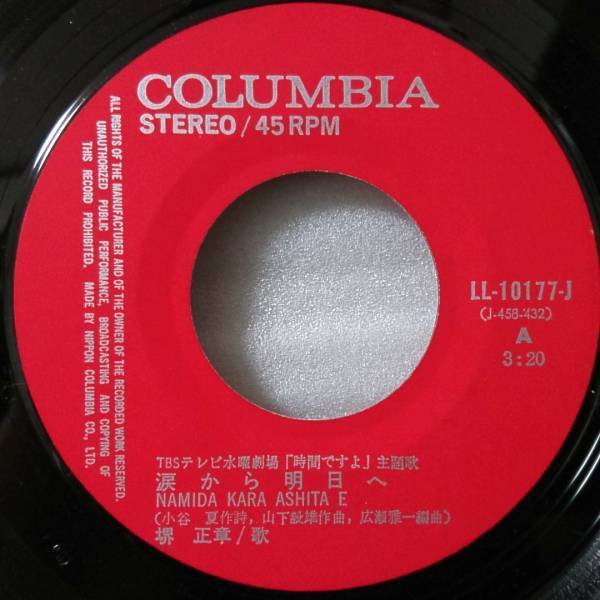 COLUMBIA
STEREO/45RPM
ALL RIGHTS OF THE MANUFACTURER AND OF THE OWNER OF THE RECORDED WORK RESERVED.
UNAUTHORIZED PUBLIC PERFORMANCE, BROADCASTING AND COPYING OF
THIS RECORD PROHIBITED. MADE BY NIPPON COLUMBIA CO., LTD.
LL-10177-J
(J-458-432)
A
3:20
TBSテレビ水曜劇場「時間ですよ」主題歌
涙から明日へ
NAMIDA KARA ASHITA E
(小谷 夏作詩, 山下毅雄作曲, 広瀬雅一編曲)
堺 正章/歌